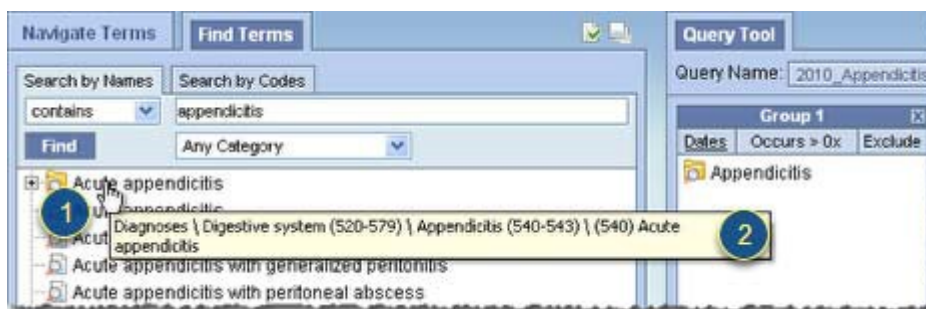 Navigate Terms
Find Terms
Query Tool
Search by Names
Search by Codes
Query Name: 2010_Appendicitis
contains
appendicitis
Group 1
Find
Any Category
Dates
Occurs > 0x
Exclude
Acute appendicitis
Appendicitis
1
Diagnoses \ Digestive system (520-579) \ Appendicitis (540-543) \ (540) Acute
appendicitis
2
Acute appendicitis with generalized peritonitis
Acute appendicitis with peritoneal abscess